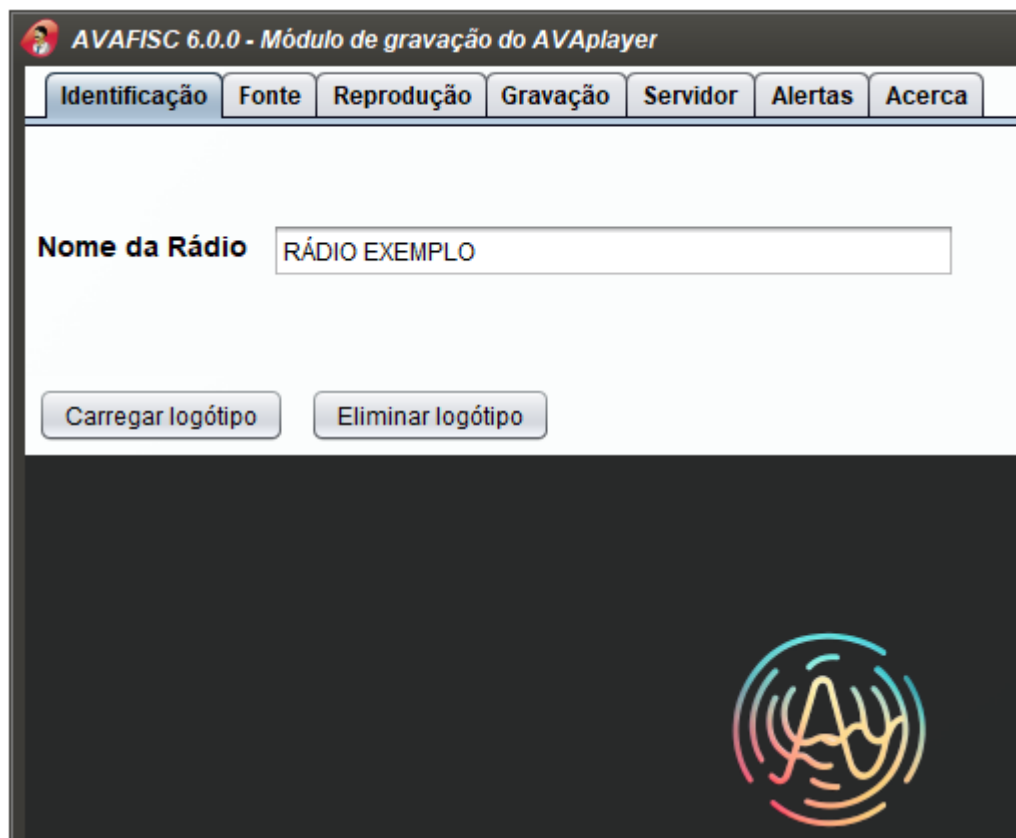 AVAFISC 6.0.0 - Módulo de gravação do AVAplayer
Identificação Fonte Reprodução Gravação Servidor Alertas Acerca
Nome da Rádio RÁDIO EXEMPLO
Carregar logótipo Eliminar logótipo